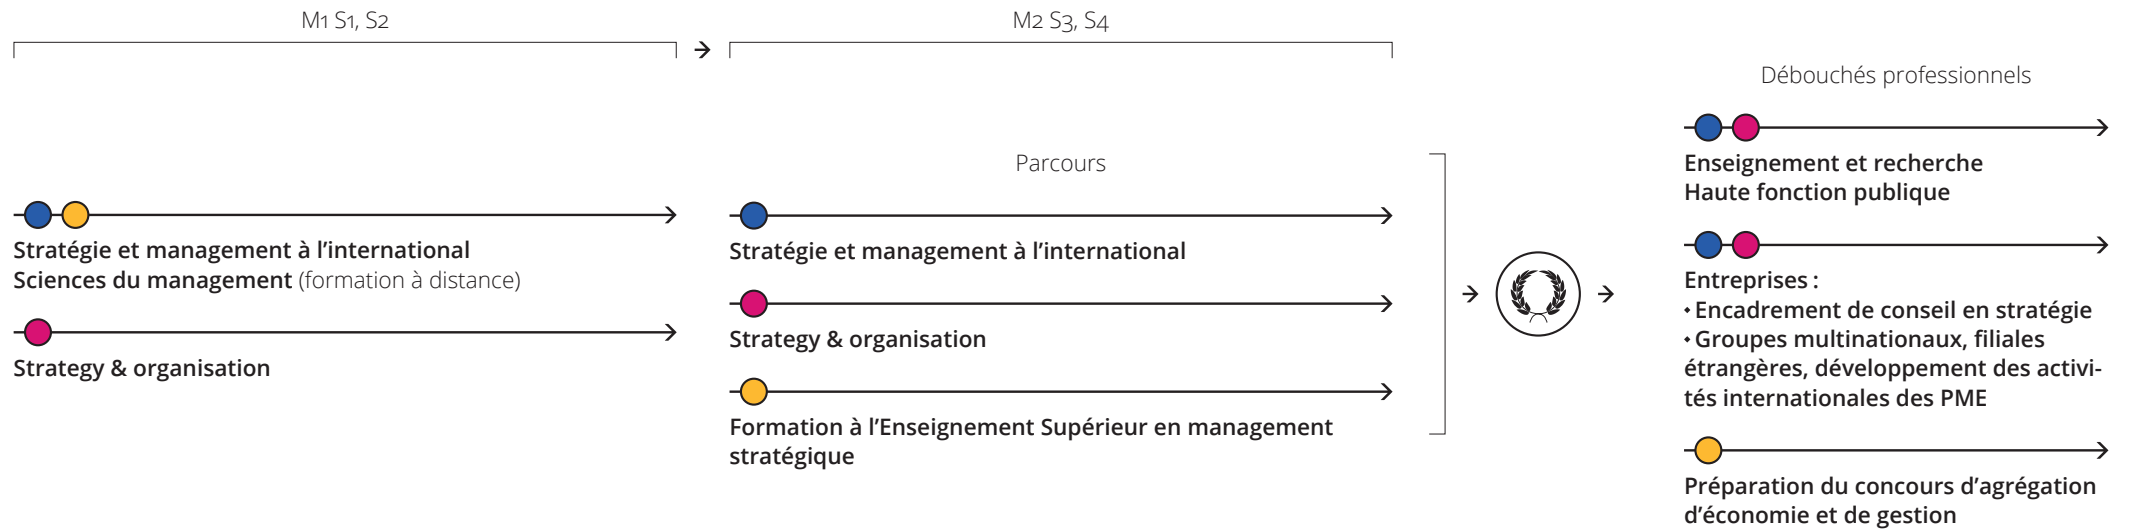 M1 S1, S2
M2 S3, S4
Débouchés professionnels
Parcours
Stratégie et management à l’international
Sciences du management (formation à distance)
Strategy & organisation
Stratégie et management à l’international
Strategy & organisation
Formation à l’Enseignement Supérieur en management
stratégique
Enseignement et recherche
Haute fonction publique
Entreprises :
• Encadrement de conseil en stratégie
• Groupes multinationaux, filiales
étrangères, développement des activi-
tés internationales des PME
Préparation du concours d’agrégation
d’économie et de gestion